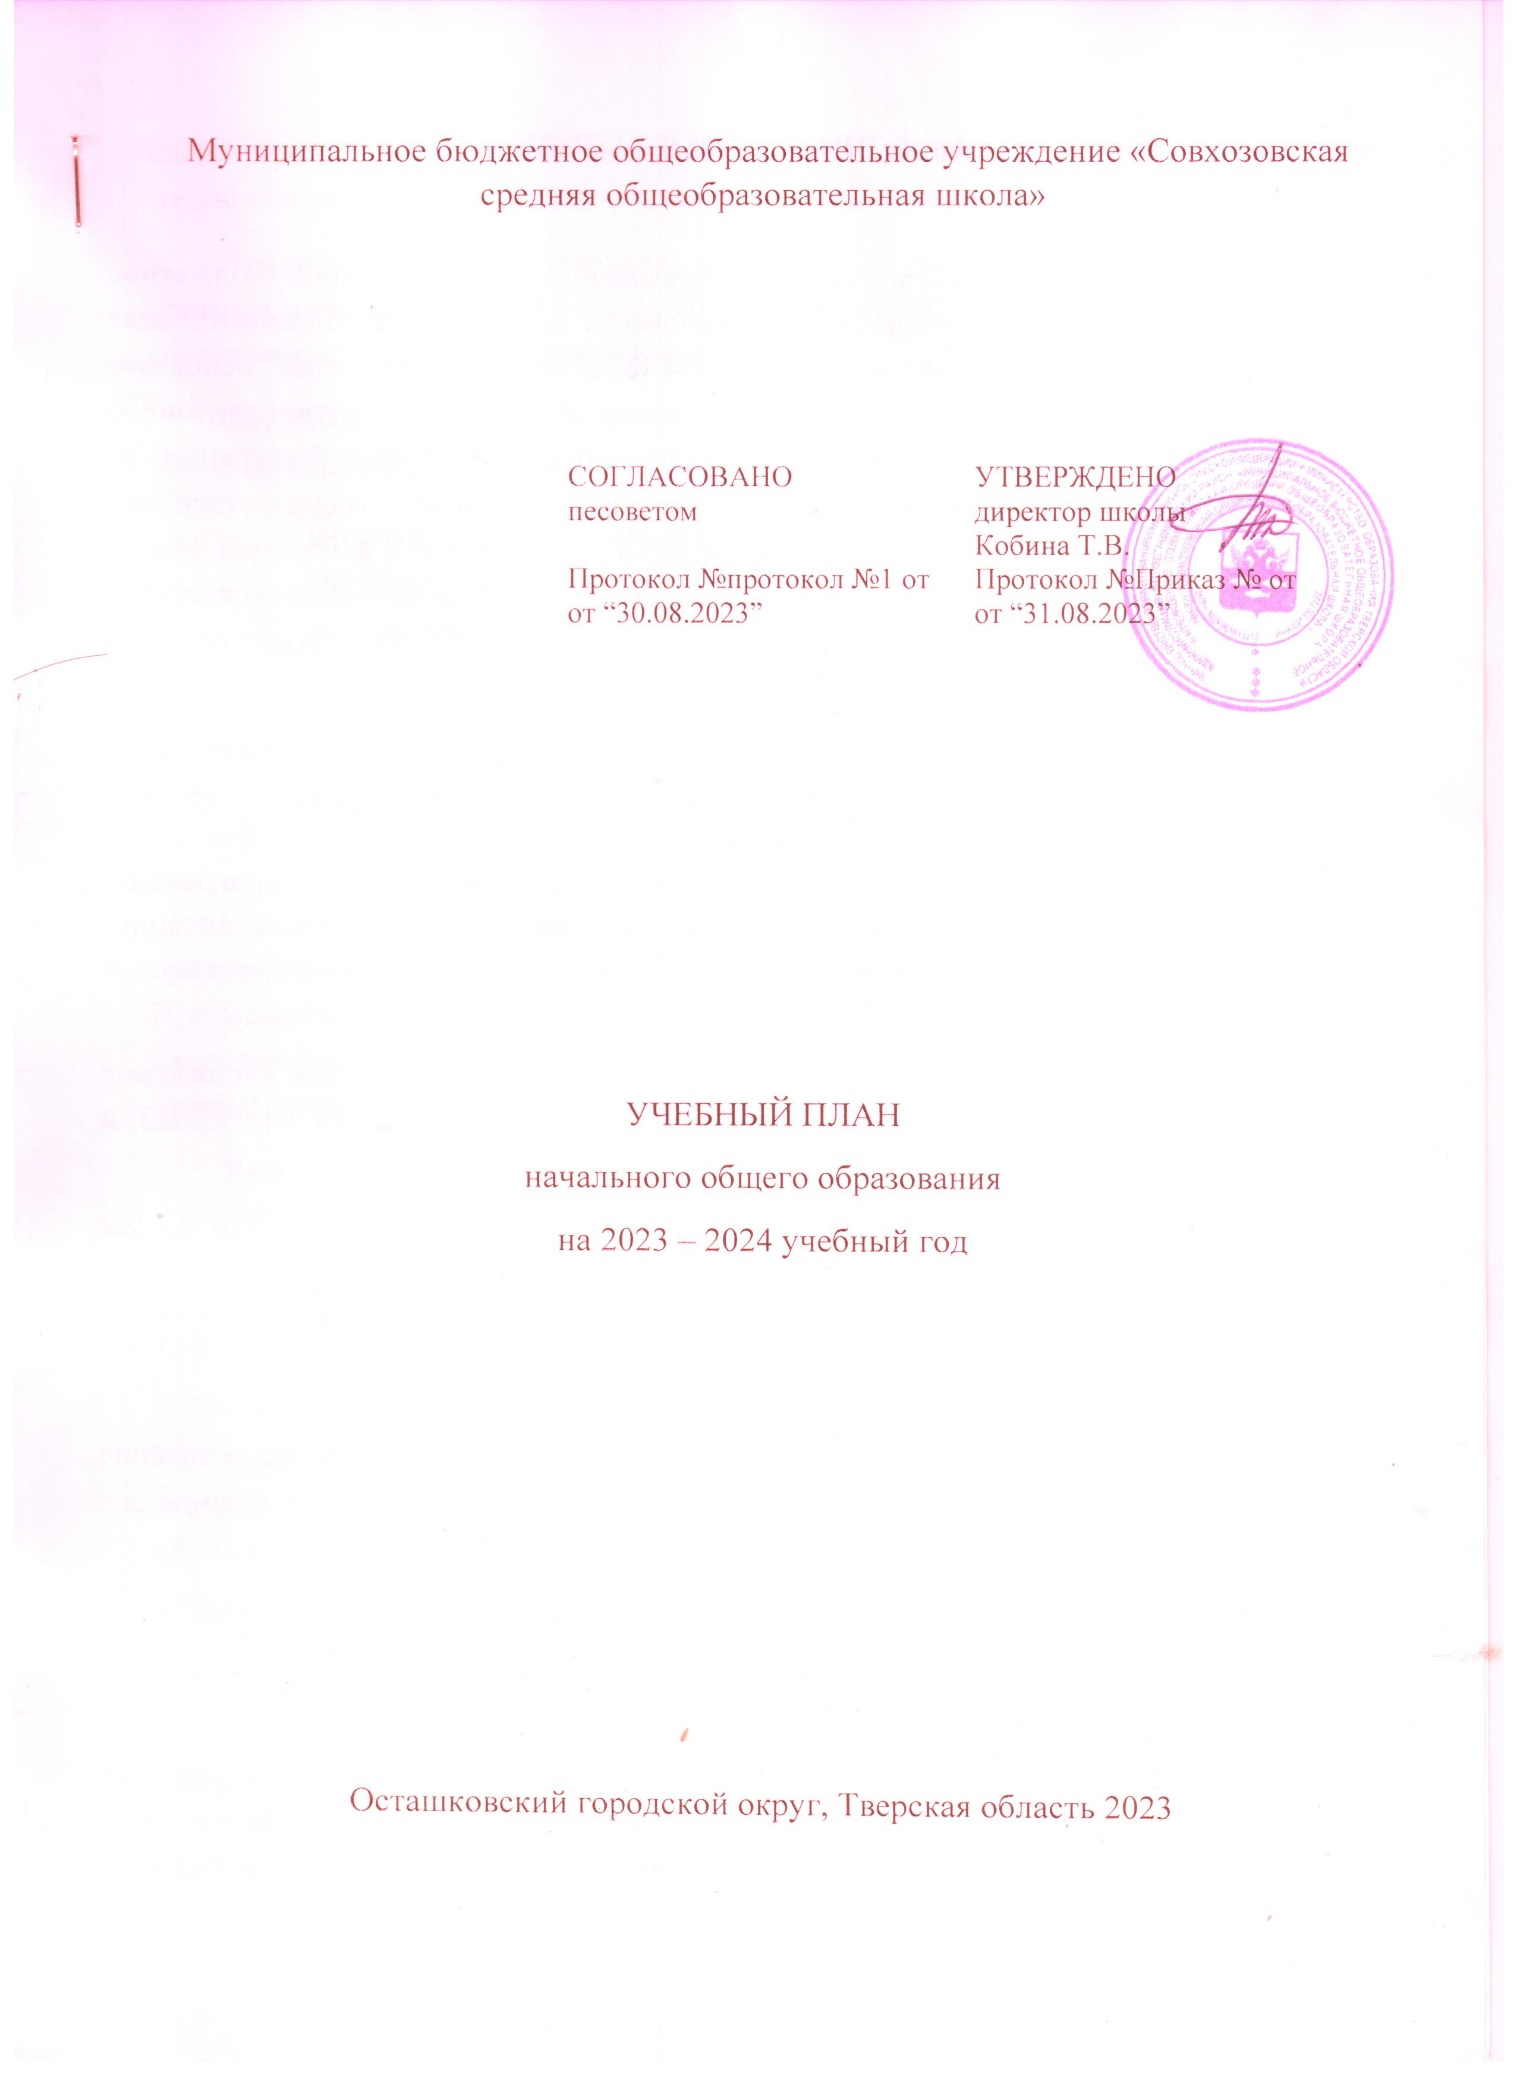 Муниципальное бюджетное общеобразовательное учреждение «Совхозовская
средняя общеобразовательная школа»
СОГЛАСОВАНО
песоветом
Протокол №протокол №1 от
от “30.08.2023”
УТВЕРЖДЕНО
директор школы
Кобина Т.В.
Протокол №Приказ № от
от “31.08.2023”
УЧЕБНЫЙ ПЛАН
начального общего образования
на 2023 – 2024 учебный год
Осташковский городской округ, Тверская область 2023